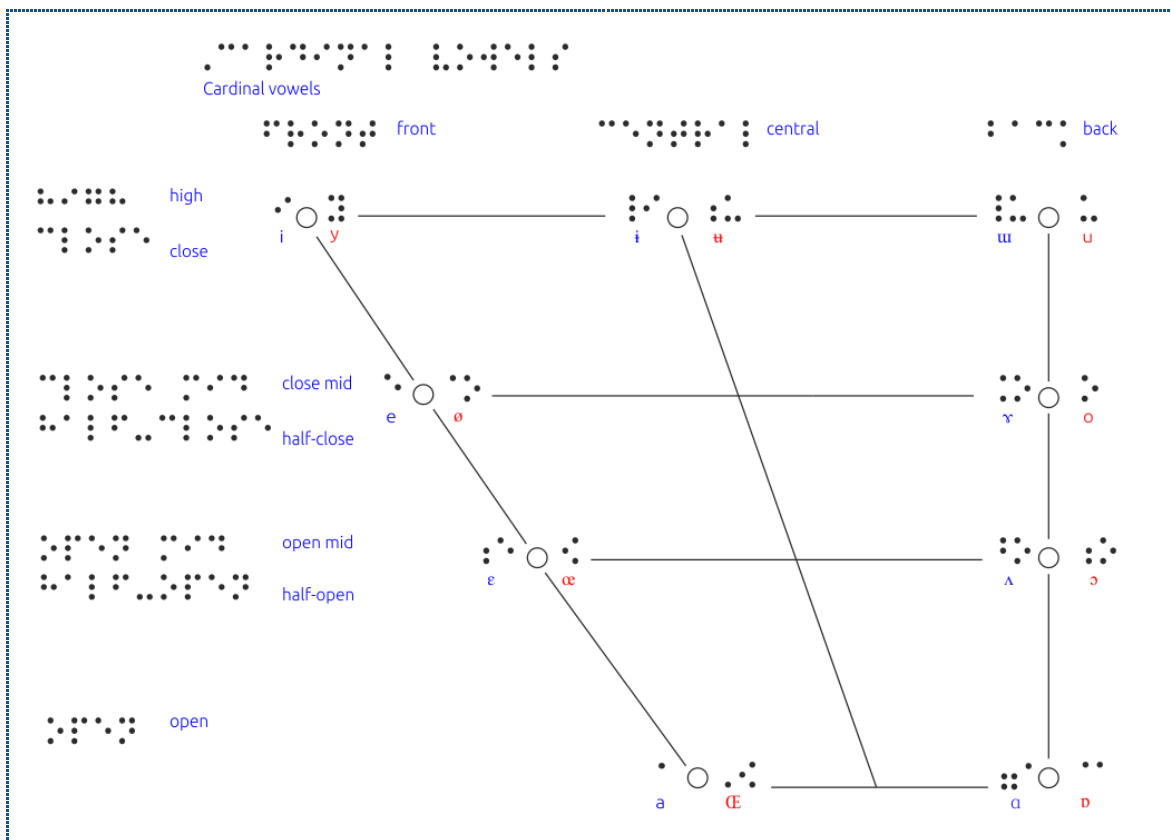 ⠠⠉⠁⠗⠙⠊⠝⠁⠇ ⠧⠕⠺⠑⠇⠎
Cardinal vowels
⠋⠗⠕⠝⠞ front ⠉⠑⠝⠞⠗⠁⠇ central ⠃⠁⠉⠅ back
⠓⠊⠛⠓ high
⠉⠇⠕⠎⠑ close
⠊ ⠽ ⠥
i y ɨ ʉ ɯ u
⠉⠇⠕⠎⠑ ⠍⠊⠙ close mid
⠓⠁⠇⠋⠤⠉⠇⠕⠎⠑ half-close
⠑ ⠕
e ø ɤ o
⠕⠏⠑⠝ ⠍⠊⠙ open mid
⠓⠁⠇⠋⠤⠕⠏⠑⠝ half-open
⠪
ε œ ʌ ɔ
⠕⠏⠑⠝ open
⠁ ⠠⠪
a Œ ɑ ɒ